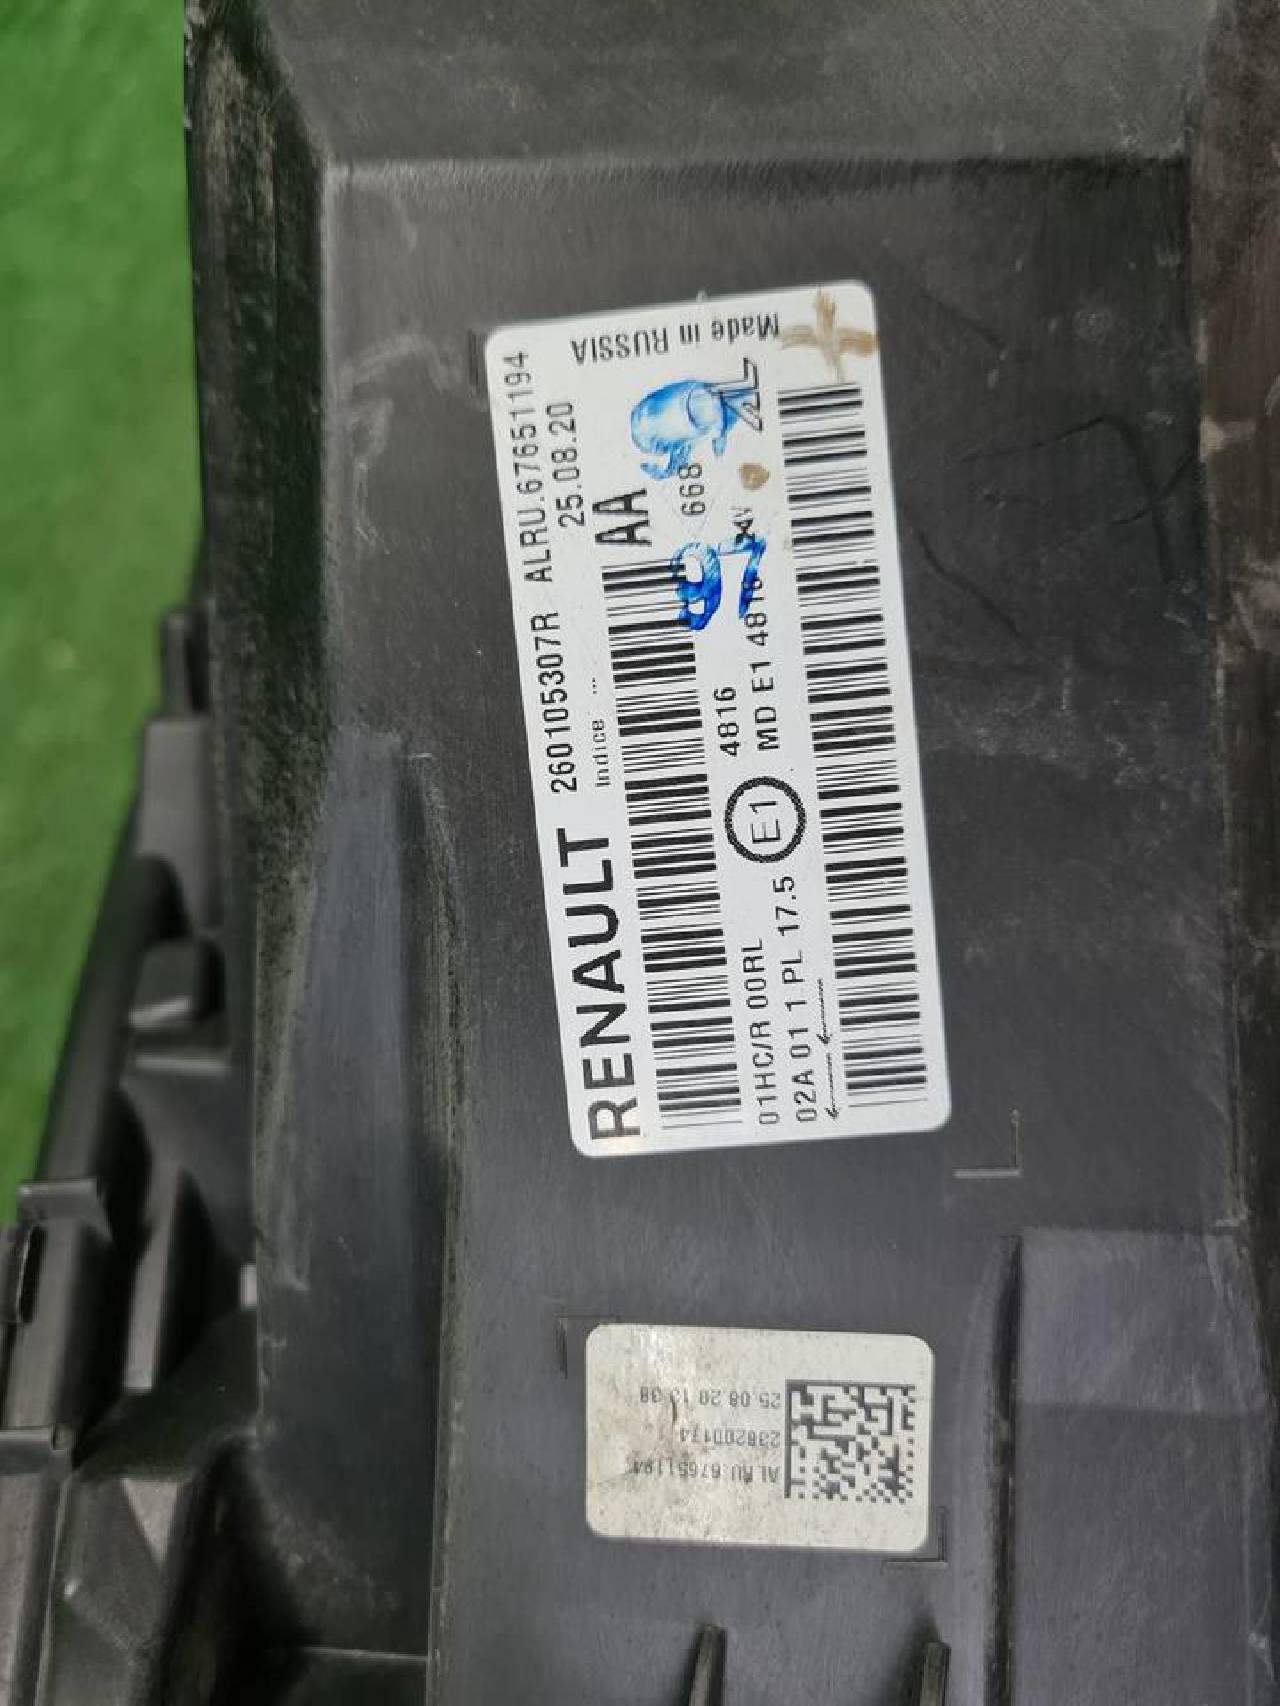 RENAULT 260105307R ALRU.67651194
Indice ... 25.08.20
AA
Made in RUSSIA
4816 668
01HC/R 00RL E1 MD E1 4816
02A 01 1 PL 17.5
97
ALRU.67651194
25.08.20